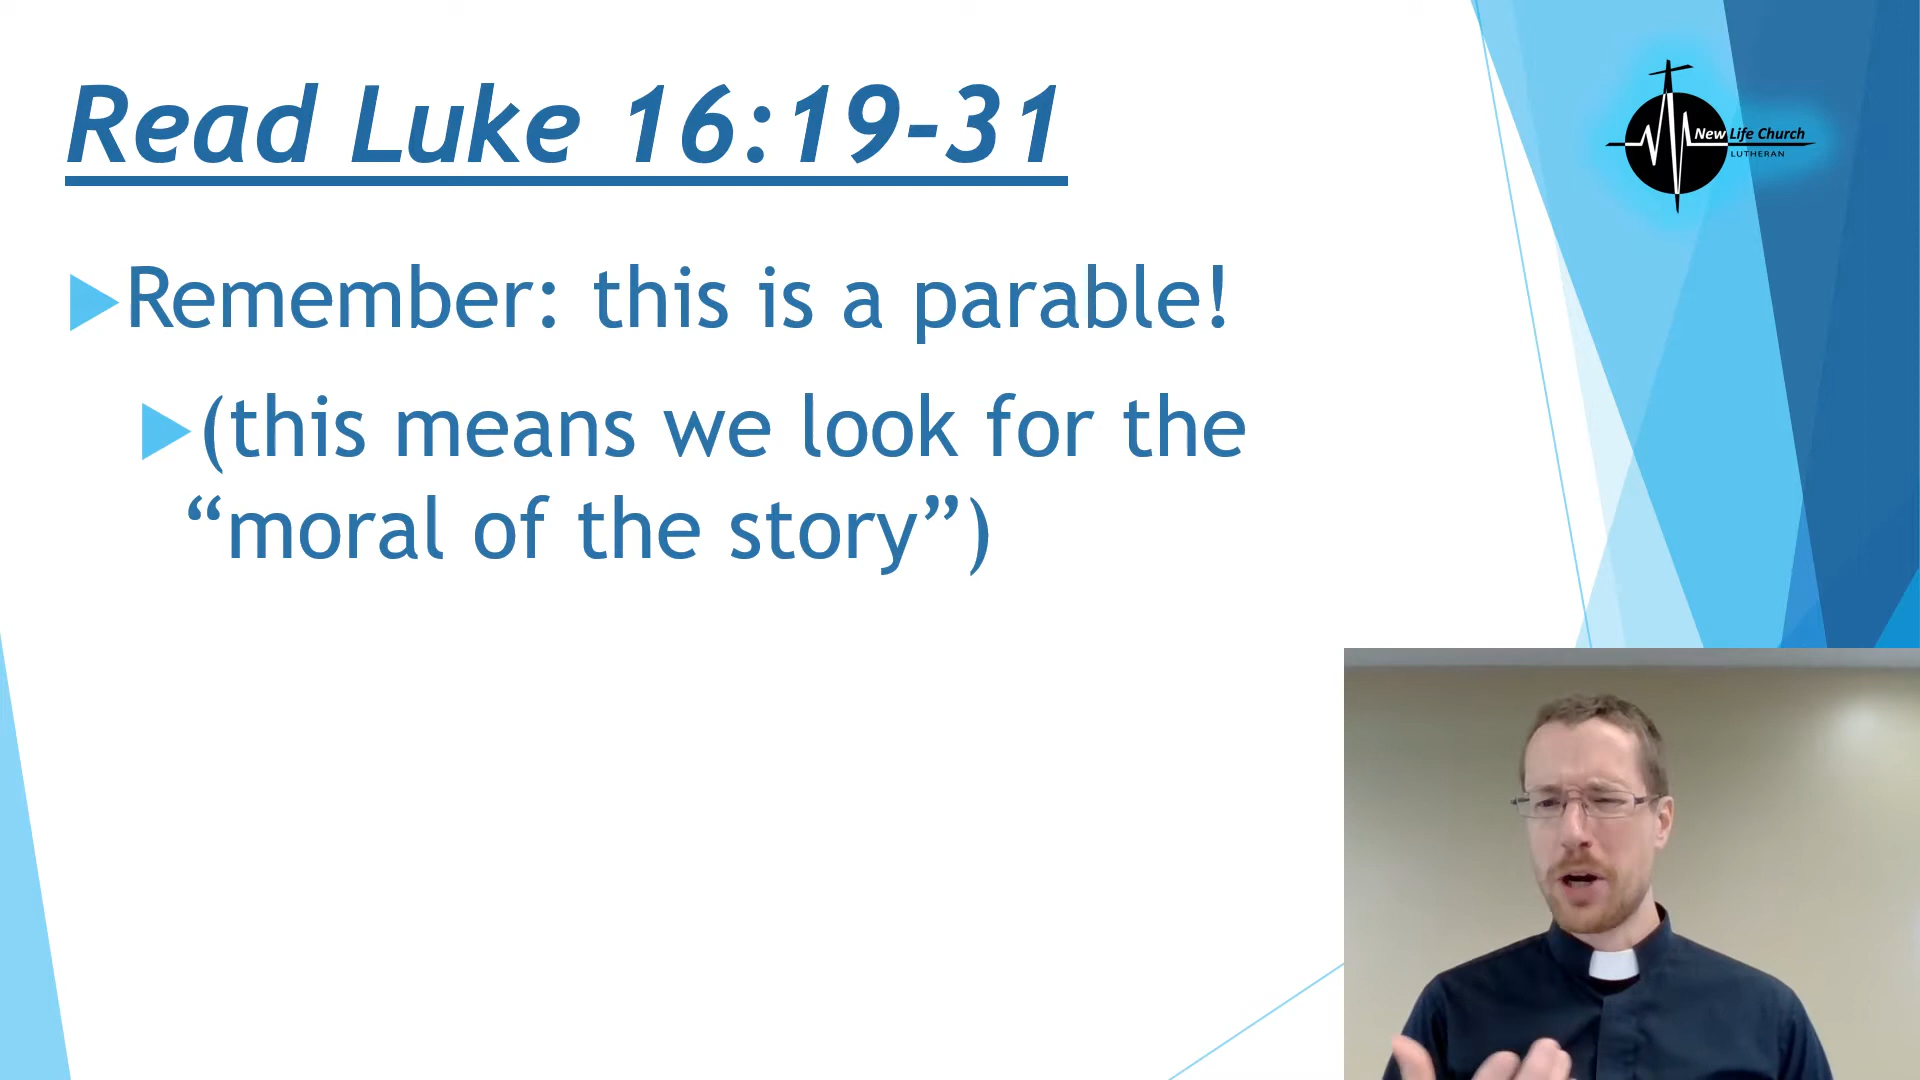 Read Luke 16:19-31
New Life Church
LUTHERAN
Remember: this is a parable!
(this means we look for the
“moral of the story”)